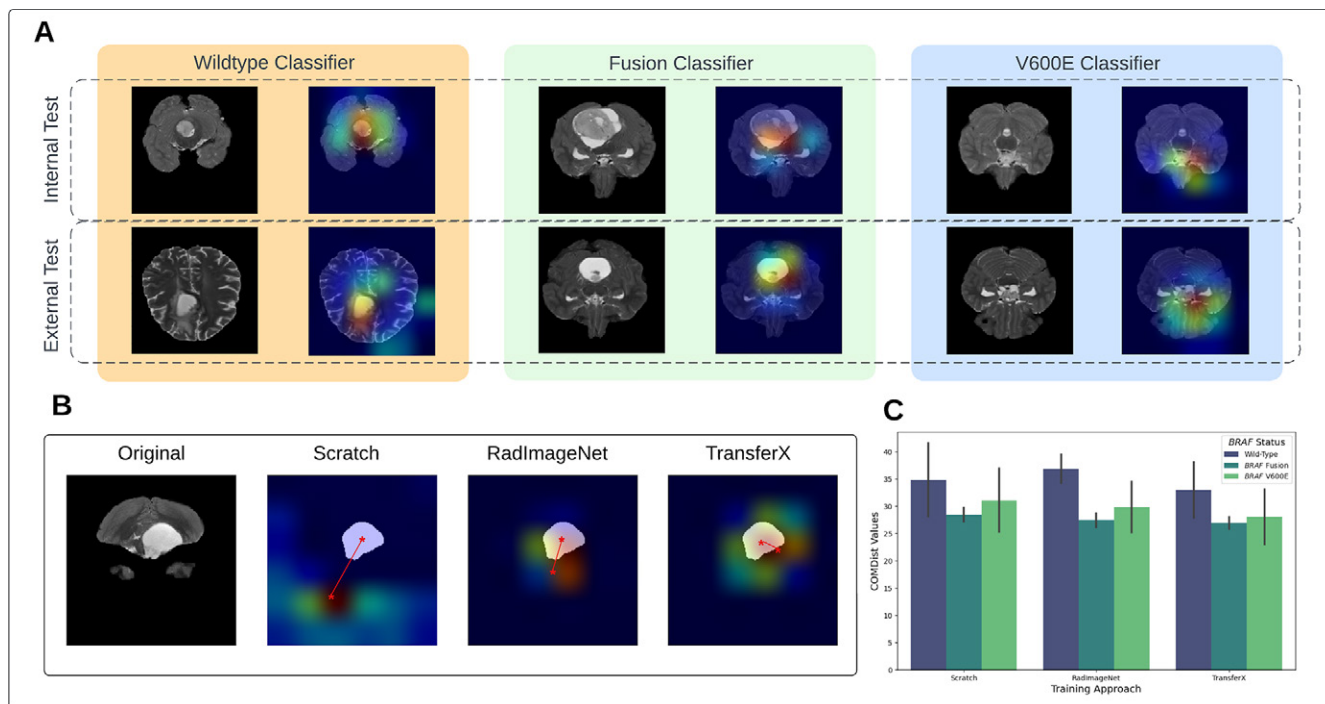 A
Wildtype Classifier
Fusion Classifier
V600E Classifier
Internal Test
External Test
B
Original
Scratch
RadImageNet
TransferX
C
COMDist Values
40
35
30
25
20
15
10
5
0
BRAF Status
Wild-Type
BRAF Fusion
BRAF V600E
Scratch
RadImageNet
TransferX
Training Approach